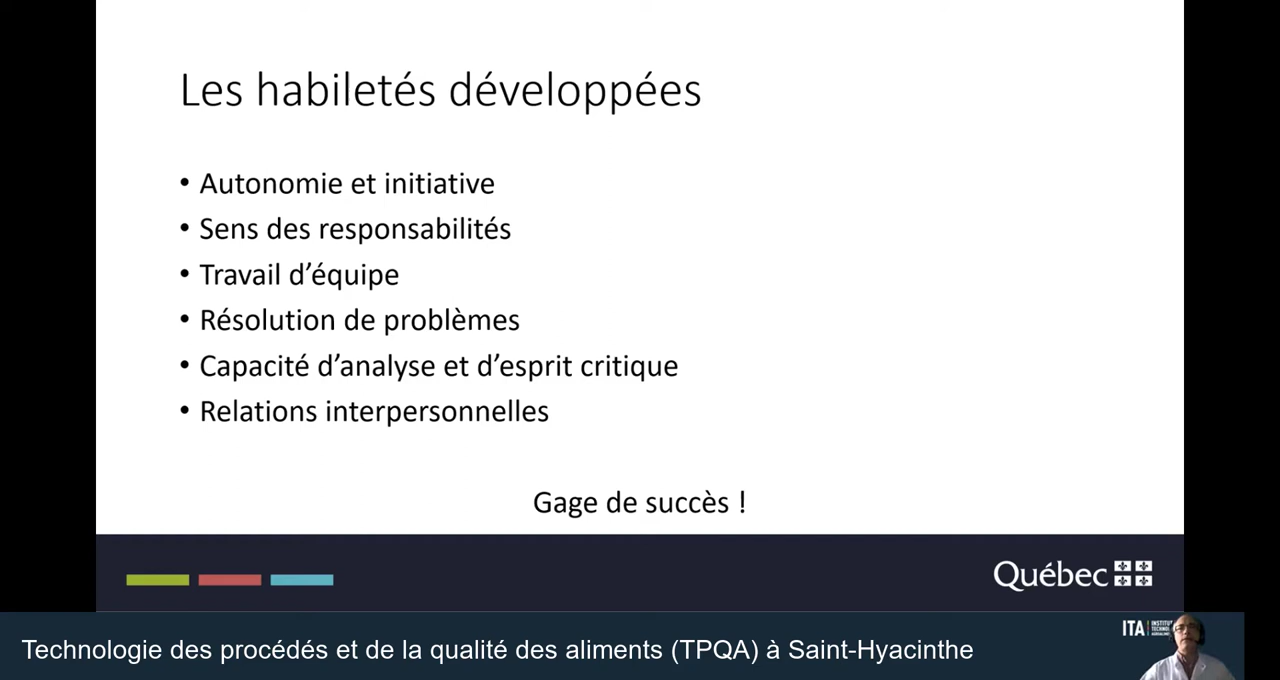 Les habiletés développées
• Autonomie et initiative
• Sens des responsabilités
• Travail d’équipe
• Résolution de problèmes
• Capacité d’analyse et d’esprit critique
• Relations interpersonnelles
Gage de succès !
Québec
ITA
Technologie des procédés et de la qualité des aliments (TPQA) à Saint-Hyacinthe